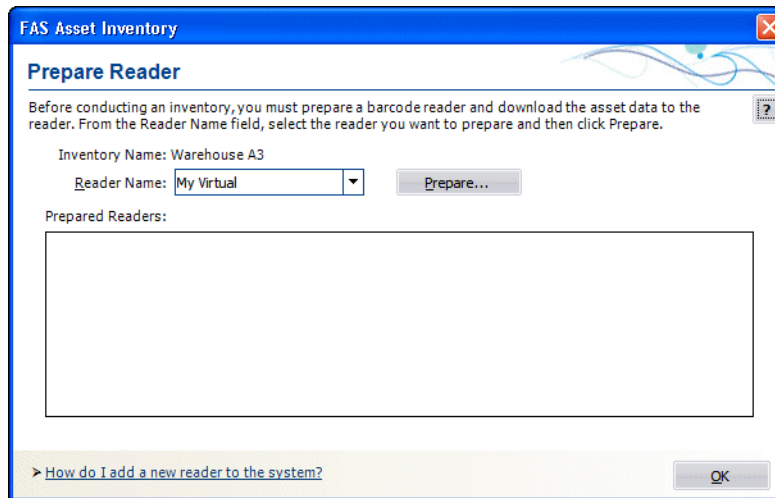 FAS Asset Inventory
Prepare Reader
Before conducting an inventory, you must prepare a barcode reader and download the asset data to the
reader. From the Reader Name field, select the reader you want to prepare and then click Prepare.
?
Inventory Name: Warehouse A3
Reader Name: My Virtual
Prepare...
Prepared Readers:
➢ How do I add a new reader to the system?
OK